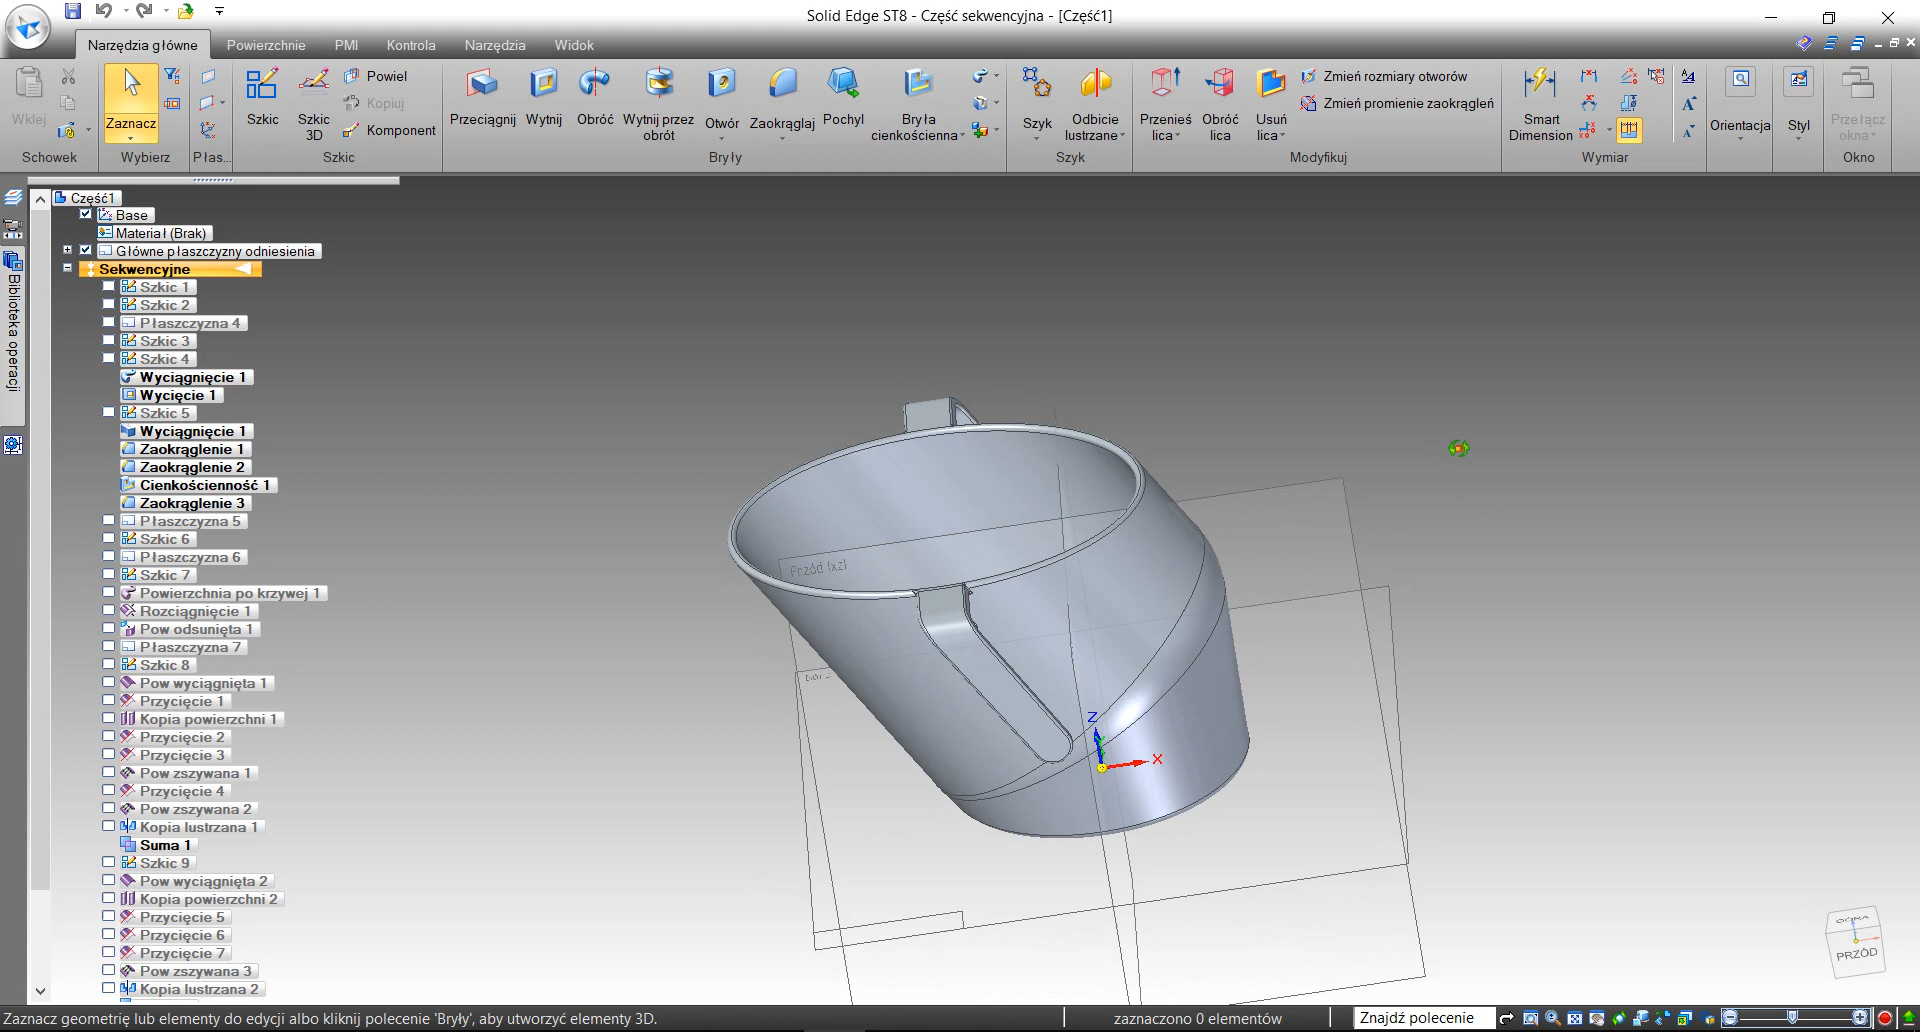 Solid Edge ST8 - Część sekwencyjna - [Część1]
Narzędzia główne
Powierzchnie
PMI
Kontrola
Narzędzia
Widok
Wklej
Schowek
Zaznacz
Wybierz
Płas...
Szkic
Szkic 3D
Powiel
Kopiuj
Komponent
Szkic
Przeciągnij
Wytnij
Obróć
Wytnij przez obrót
Otwór
Zaokrąglaj
Pochyl
Bryła cienkościenna
Bryły
Szyk
Odbicie lustrzane
Szyk
Przenieś lica
Obróć lica
Usuń lica
Zmień rozmiary otworów
Zmień promienie zaokrągleń
Modyfikuj
Smart Dimension
Wymiar
Orientacja
Styl
Przełącz okna
Okno
Biblioteka operacji
Część1
Base
Materiał (Brak)
Główne płaszczyzny odniesienia
Sekwencyjne
Szkic 1
Szkic 2
Płaszczyzna 4
Szkic 3
Szkic 4
Wyciągnięcie 1
Wycięcie 1
Szkic 5
Wyciągnięcie 1
Zaokrąglenie 1
Zaokrąglenie 2
Cienkościenność 1
Zaokrąglenie 3
Płaszczyzna 5
Szkic 6
Płaszczyzna 6
Szkic 7
Powierzchnia po krzywej 1
Rozciągnięcie 1
Pow odsunięta 1
Płaszczyzna 7
Szkic 8
Pow wyciągnięta 1
Przycięcie 1
Kopia powierzchni 1
Przycięcie 2
Przycięcie 3
Pow zszywana 1
Przycięcie 4
Pow zszywana 2
Kopia lustrzana 1
Suma 1
Szkic 9
Pow wyciągnięta 2
Kopia powierzchni 2
Przycięcie 5
Przycięcie 6
Przycięcie 7
Pow zszywana 3
Kopia lustrzana 2
Przód (xz)
Z
X
GÓRA
PRZÓD
Zaznacz geometrię lub elementy do edycji albo kliknij polecenie 'Bryły', aby utworzyć elementy 3D.
zaznaczono 0 elementów
Znajdź polecenie